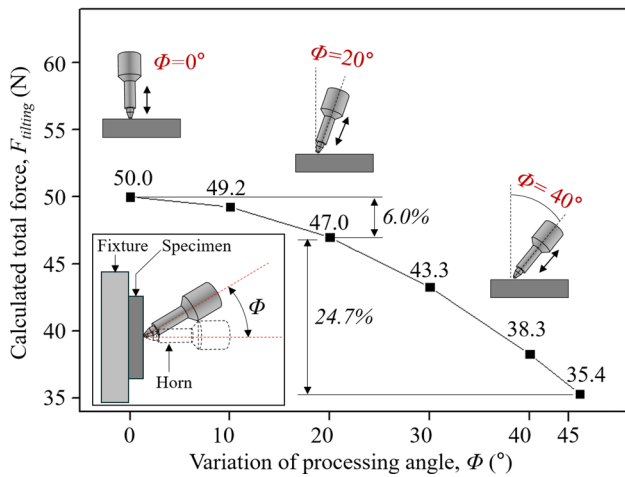 Calculated total force, F_tilting (N)
60
55
50
45
40
35
Φ=0°
Φ=20°
Φ= 40°
50.0
49.2
47.0
43.3
38.3
35.4
6.0%
24.7%
Fixture
Specimen
Φ
Horn
0
10
20
30
40
45
Variation of processing angle, Φ (°)